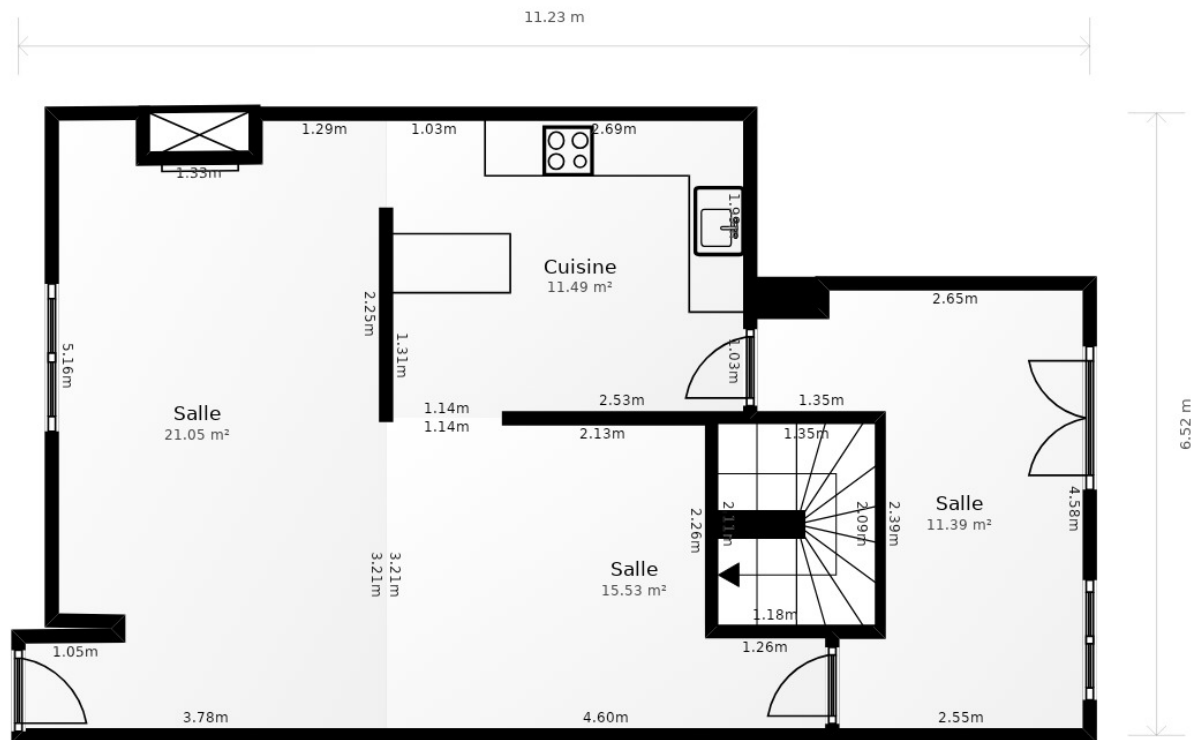 11.23 m
1.29m
1.03m
2.69m
1.33m
Cuisine
11.49 m²
2.65m
2.25m
1.31m
5.16m
1.03m
6.52 m
Salle
21.05 m²
1.14m
1.14m
2.53m
2.13m
1.35m
1.35m
Salle
11.39 m²
4.58m
2.26m
2.11m
2.09m
2.39m
3.21m
3.21m
Salle
15.53 m²
1.18m
1.26m
1.05m
3.78m
4.60m
2.55m